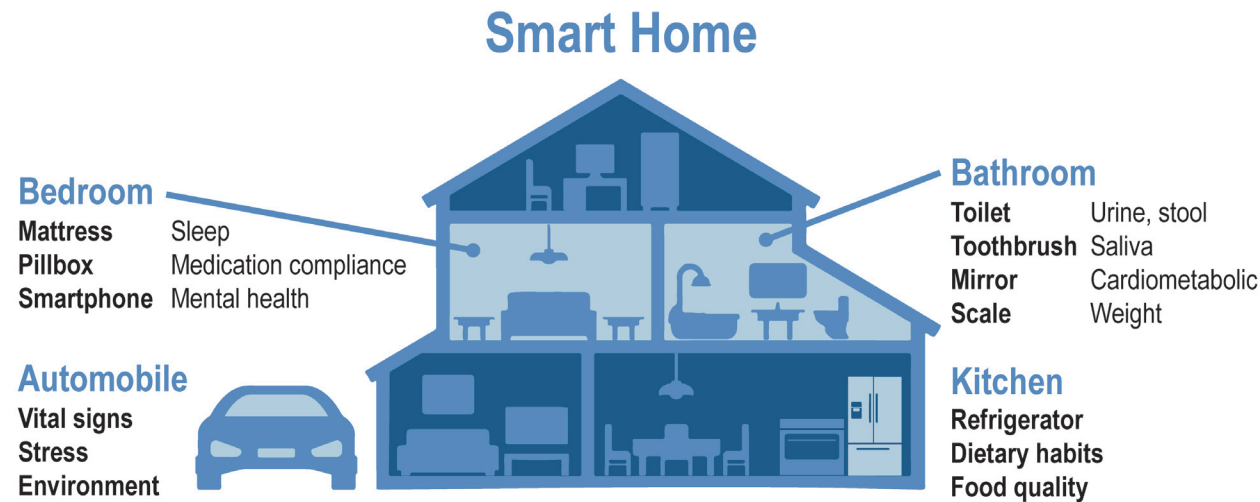 Smart Home
Bedroom
Mattress Sleep
Pillbox Medication compliance
Smartphone Mental health
Automobile
Vital signs
Stress
Environment
Bathroom
Toilet Urine, stool
Toothbrush Saliva
Mirror Cardiometabolic
Scale Weight
Kitchen
Refrigerator
Dietary habits
Food quality